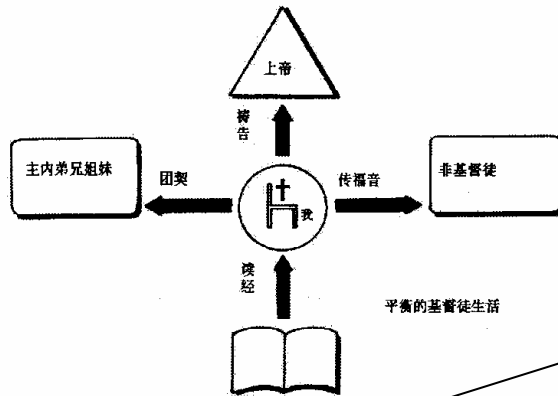 上帝
祷告
主内弟兄姐妹
团契
传福音
非基督徒
我
读经
平衡的基督徒生活